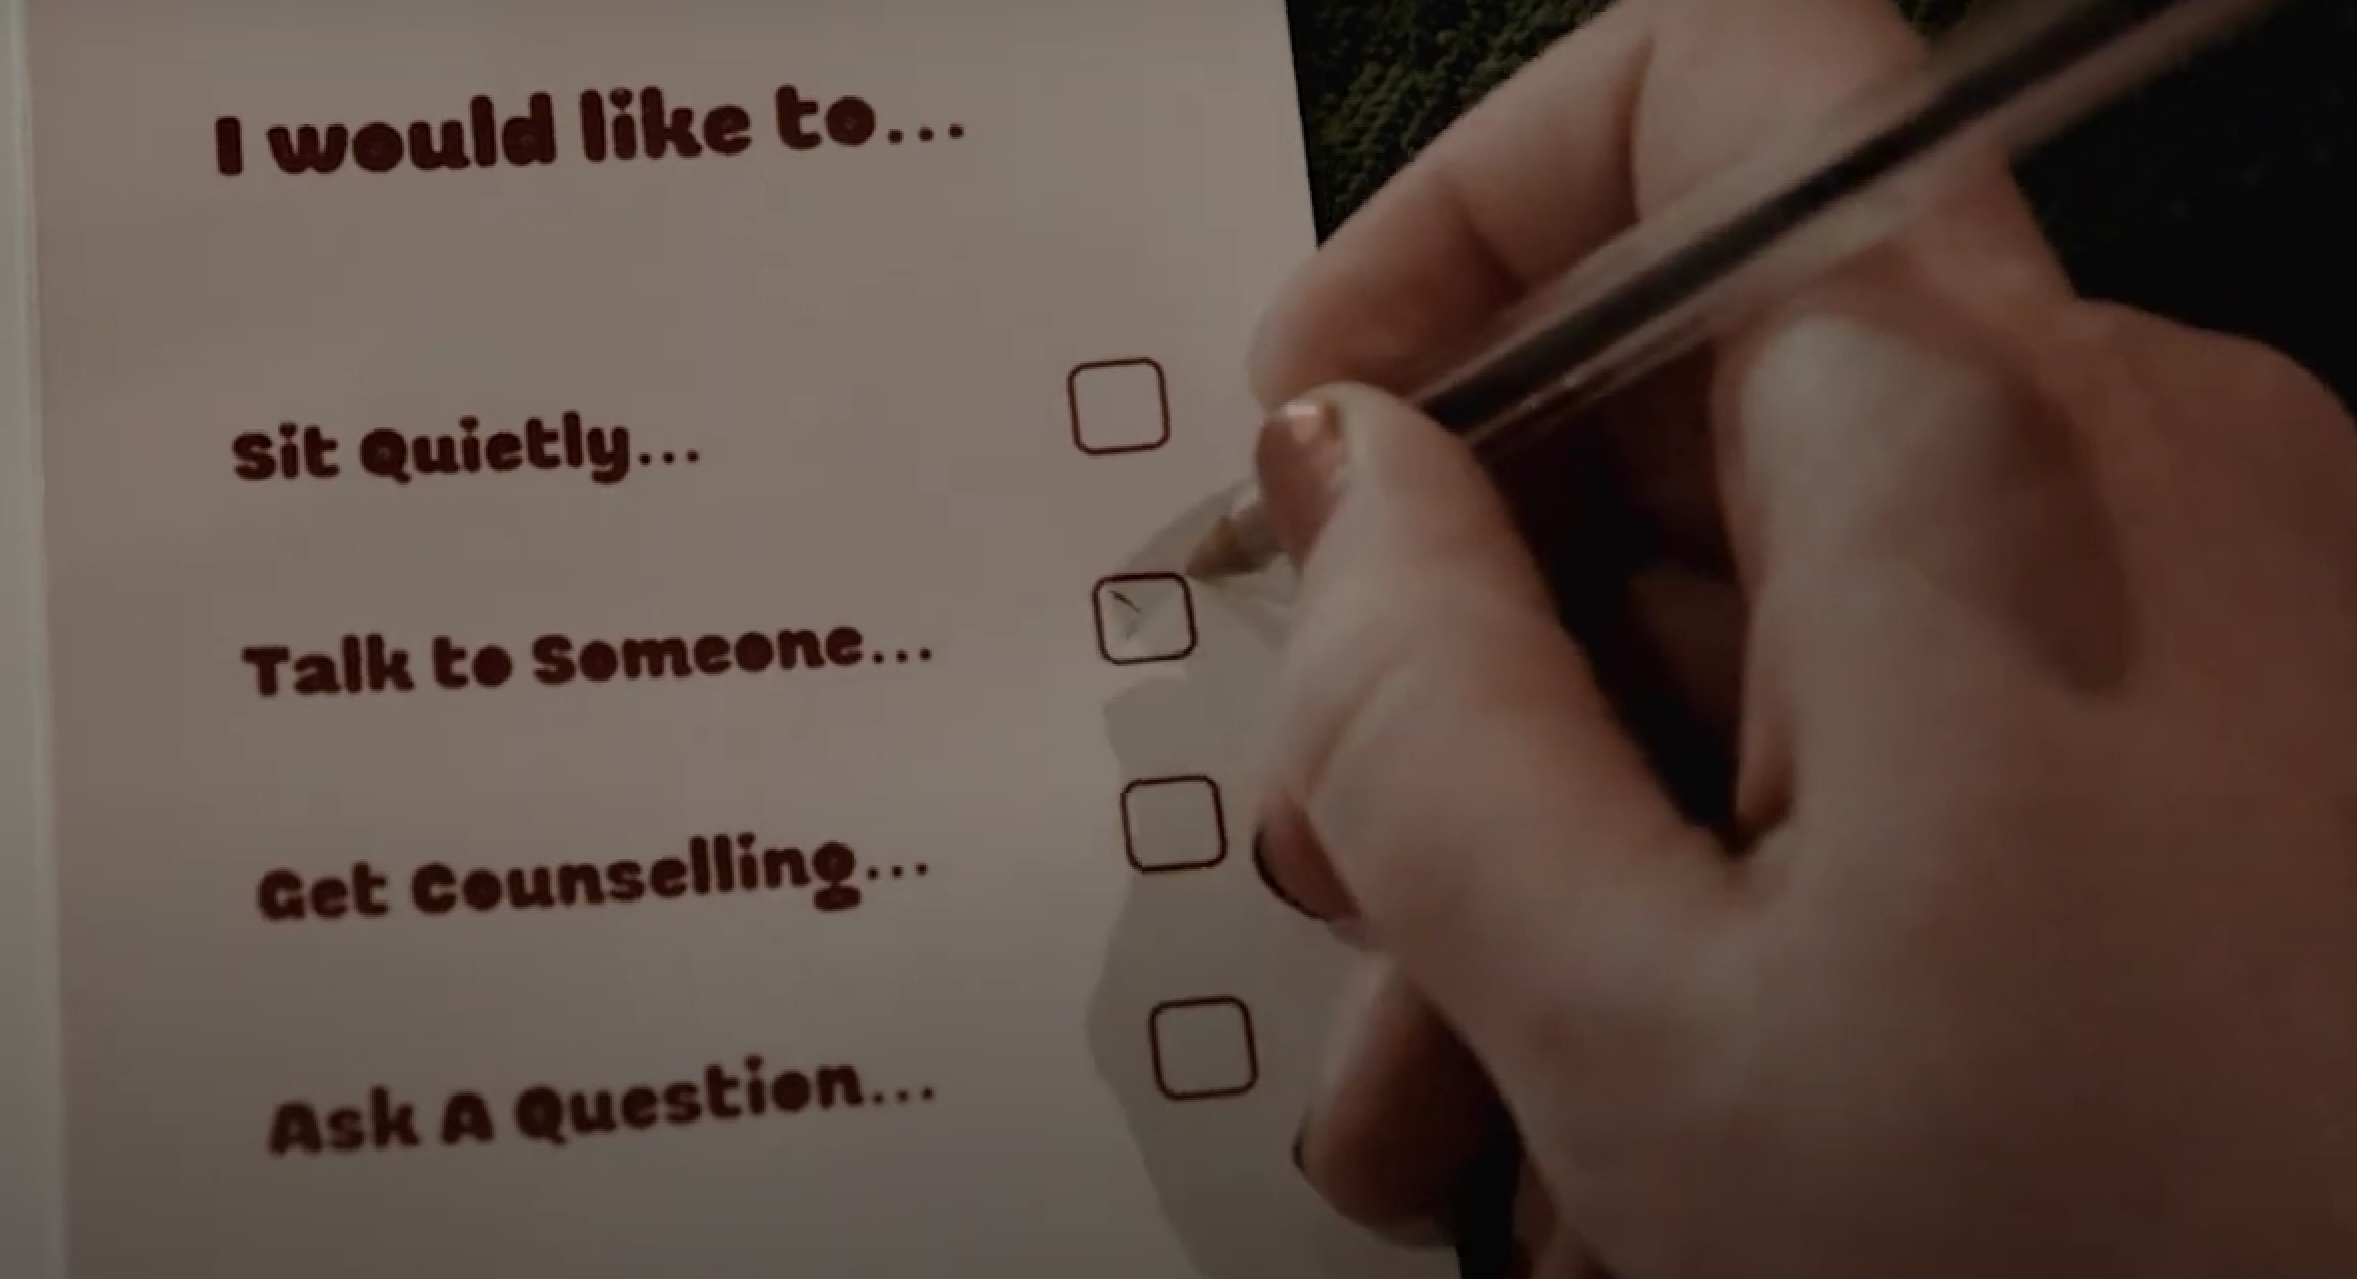 I would like to...
Sit Quietly...
Talk to Someone...
Get Counselling...
Ask A Question...